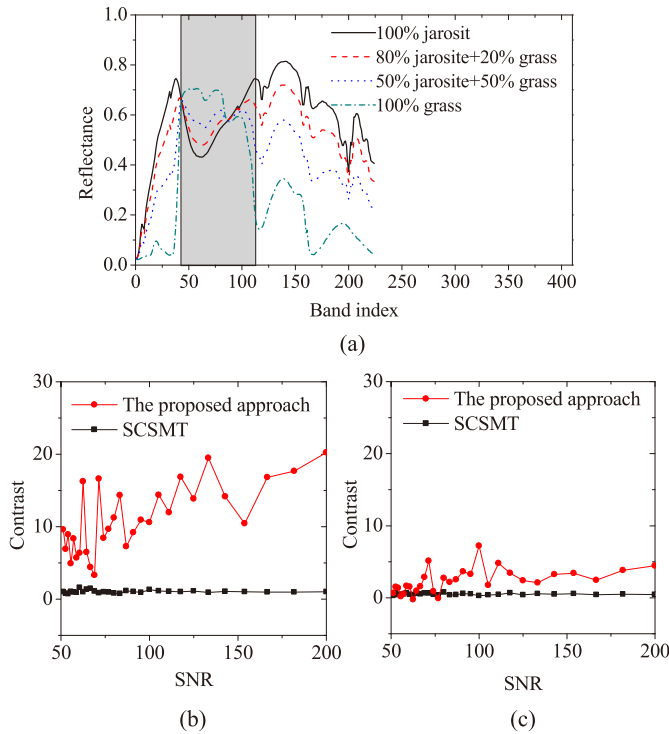 1.0
0.8
0.6
0.4
0.2
0.0
Reflectance
100% jarosit
80% jarosite+20% grass
50% jarosite+50% grass
100% grass
0 50 100 150 200 250 300 350 400
Band index
(a)
30
20
10
0
Contrast
The proposed approach
SCSMT
50 100 150 200
SNR
(b)
30
20
10
0
Contrast
The proposed approach
SCSMT
50 100 150 200
SNR
(c)